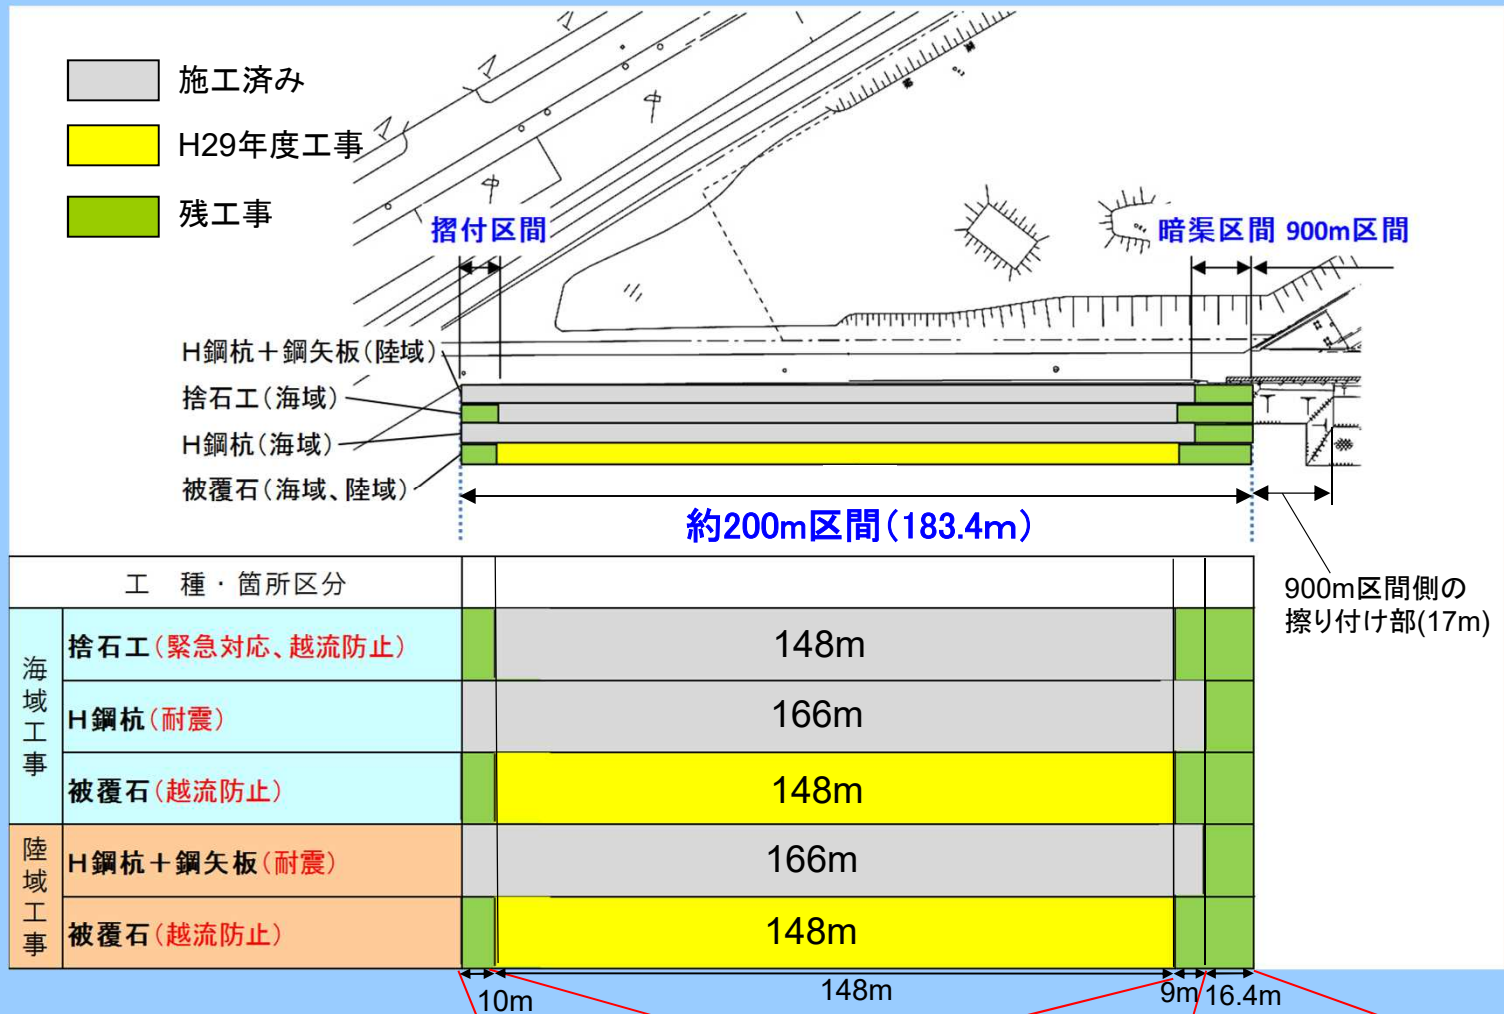 施工済み
H29年度工事
残工事
摺付区間
暗渠区間 900m区間
H鋼杭＋鋼矢板(陸域)
捨石工(海域)
H鋼杭(海域)
被覆石(海域、陸域)
約200m区間(183.4m)
900m区間側の
擦り付け部(17m)
工 種・箇所区分
海域工事
捨石工(緊急対応、越流防止)
148m
H鋼杭(耐震)
166m
被覆石(越流防止)
148m
陸域工事
H鋼杭＋鋼矢板(耐震)
166m
被覆石(越流防止)
148m
10m
148m
9m
16.4m